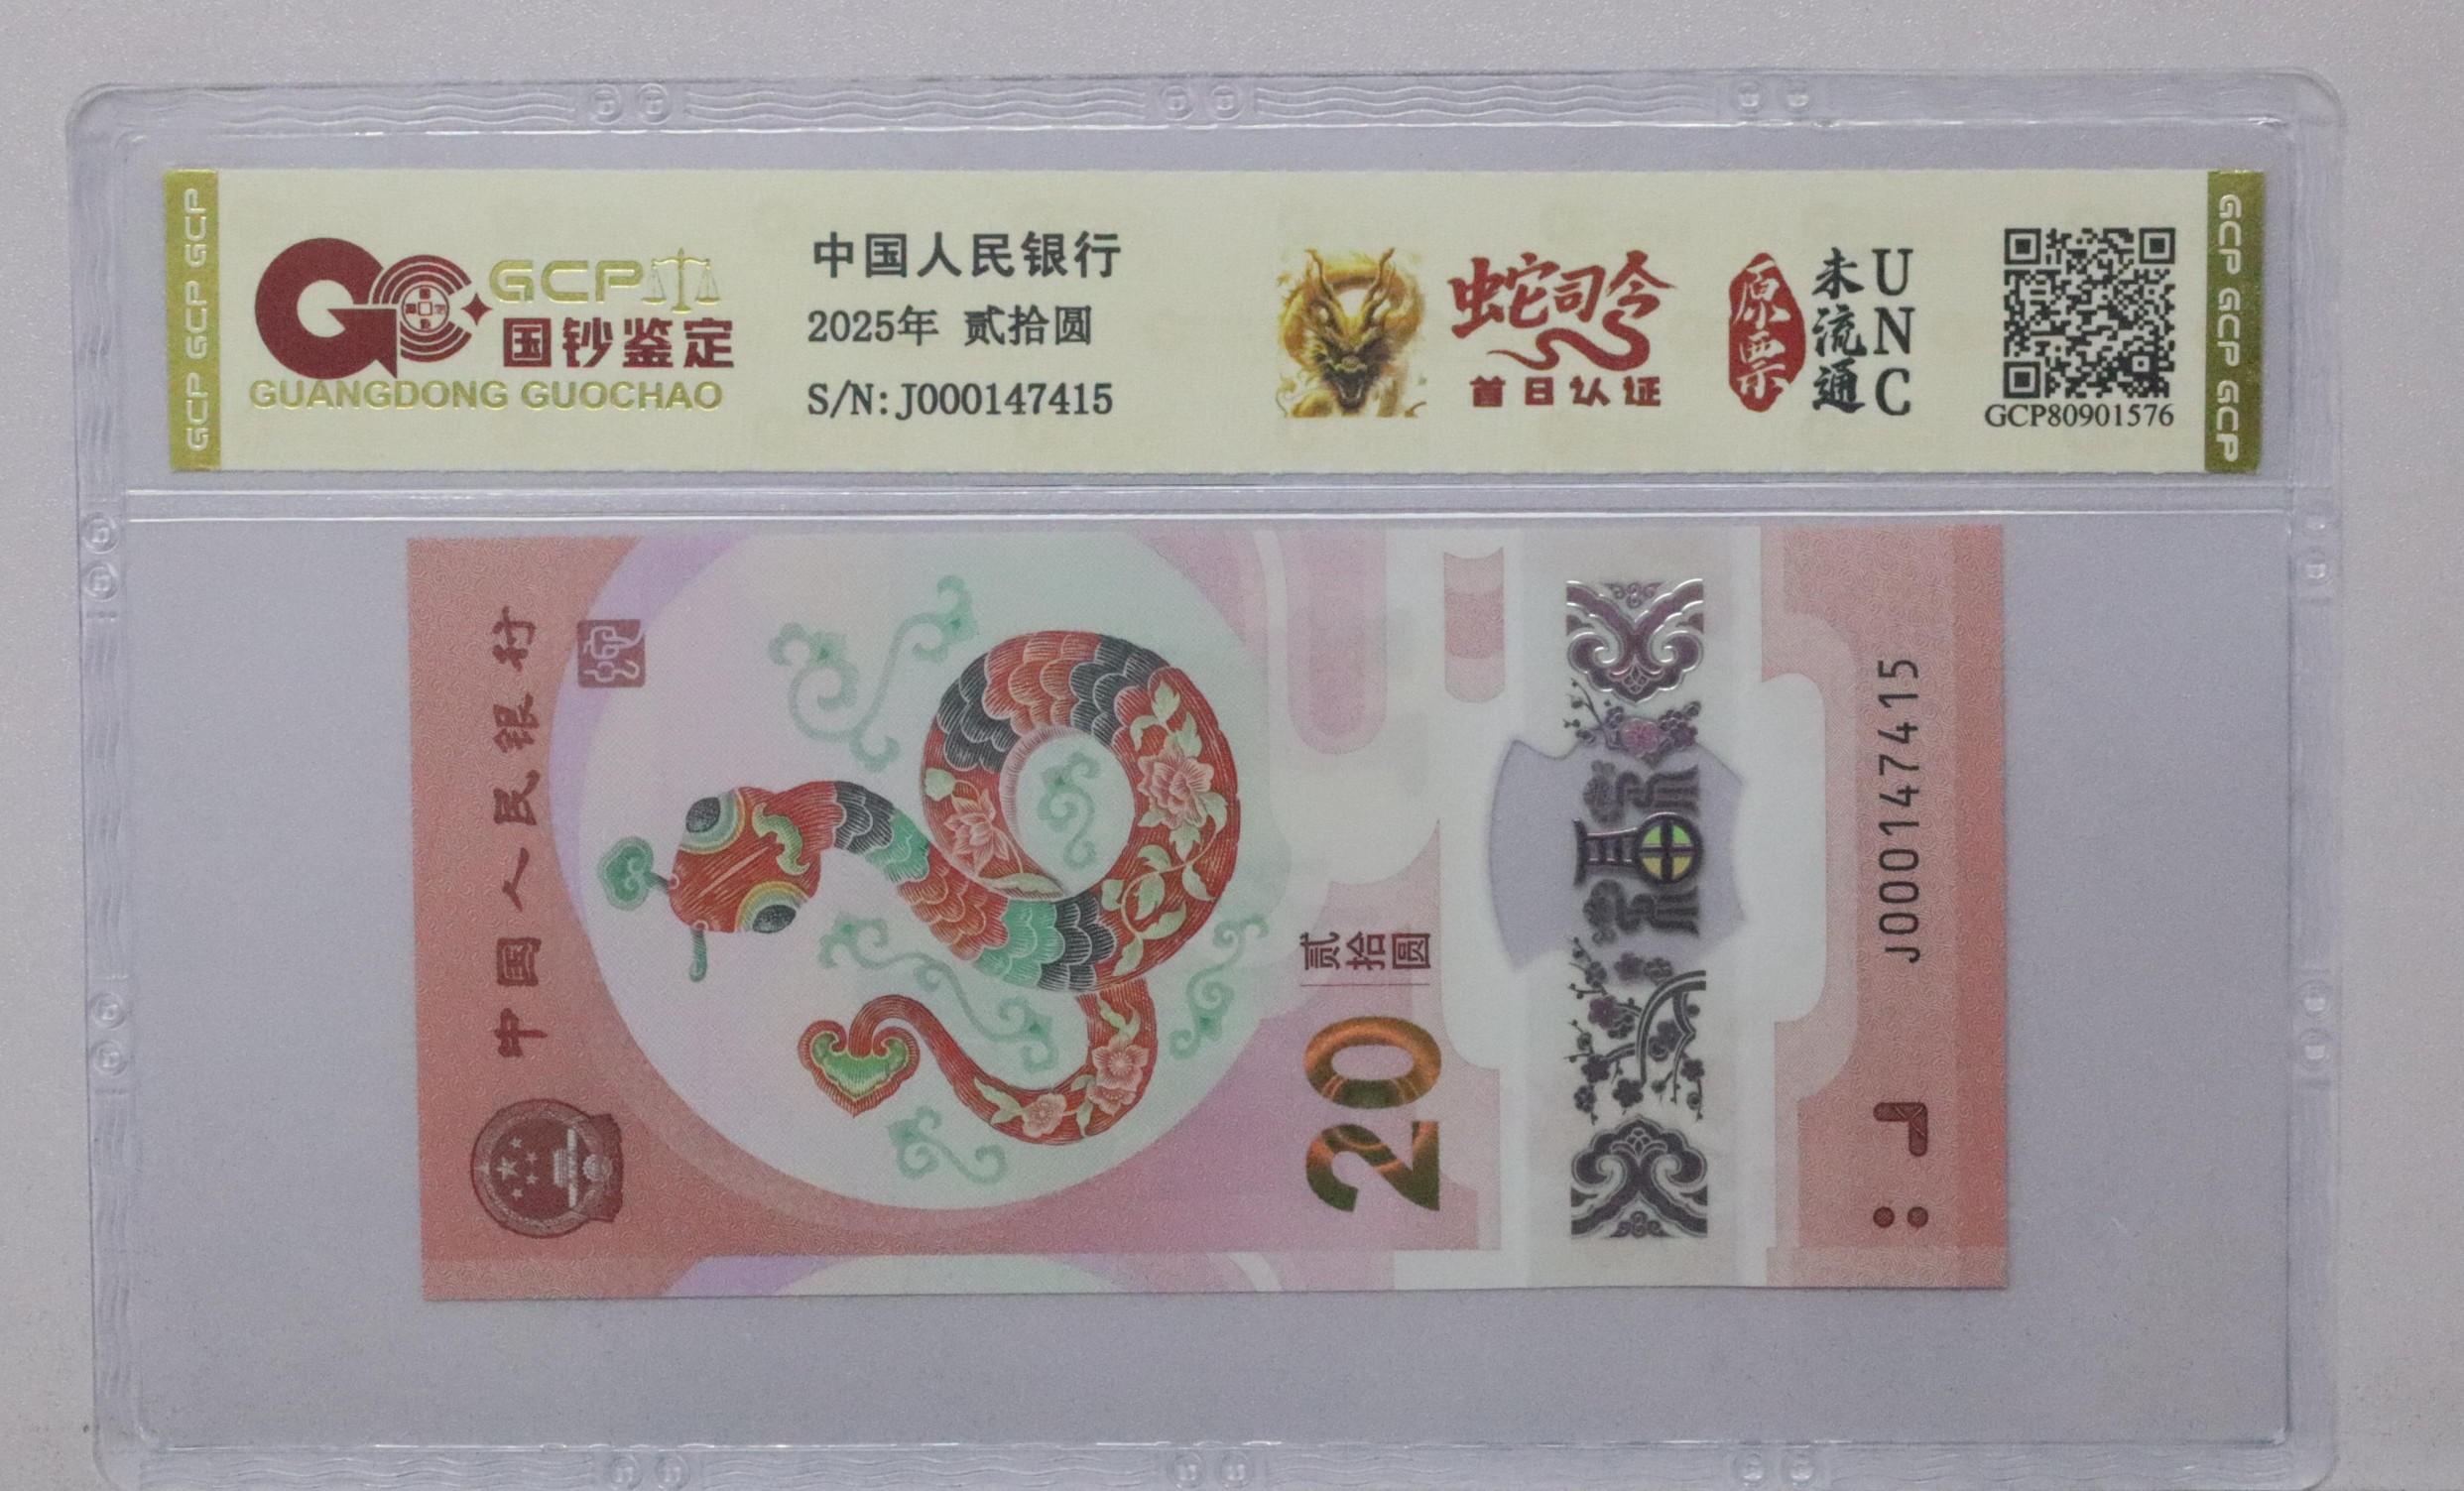 GCP GCP GCP
GCP
国钞鉴定
GUANGDONG GUOCHAO
中国人民银行
2025年 贰拾圆
S/N:J000147415
蛇司令
首日认证
原票
未流通
UNC
GCP80901576
GCP GCP GCP
中国人民银行
蛇
20
贰拾圆
J000147415